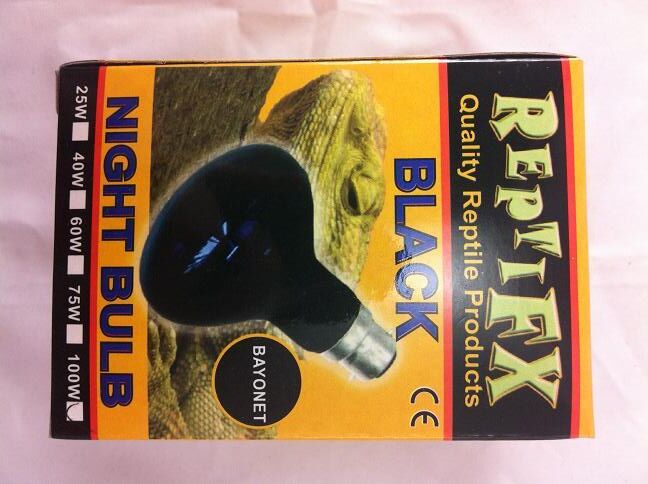 REPTIFX
Quality Reptile Products
BLACK
CE
BAYONET
NIGHT BULB
25W 40W 60W 75W 100W